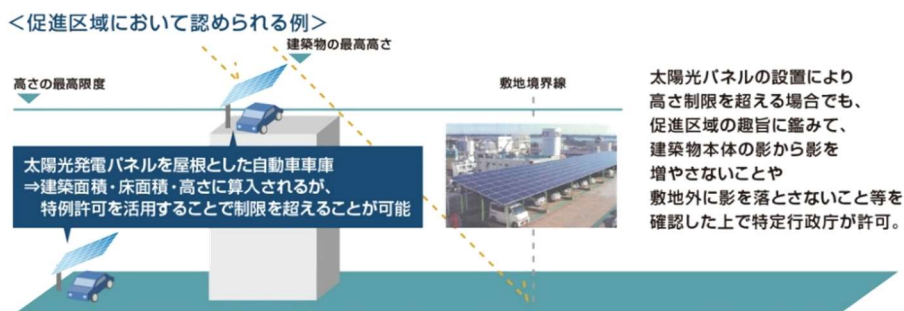 ＜促進区域において認められる例＞
建築物の最高高さ
高さの最高限度
敷地境界線
太陽光発電パネルを屋根とした自動車車庫
⇒建築面積・床面積・高さに算入されるが、
特例許可を活用することで制限を超えることが可能
太陽光パネルの設置により
高さ制限を超える場合でも、
促進区域の趣旨に鑑みて、
建築物本体の影から影を
増やさないことや
敷地外に影を落とさないこと等を
確認した上で特定行政庁が許可。